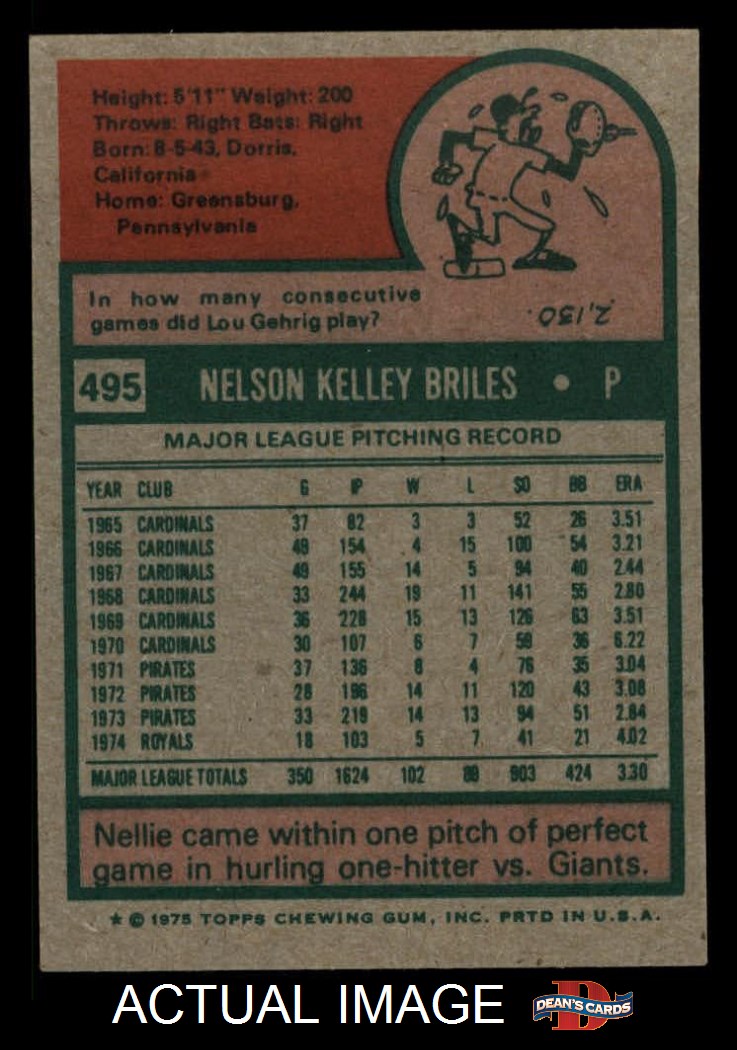 Height: 5'11" Weight: 200
Throws: Right Bats: Right
Born: 8-5-43, Dorris,
California
Home: Greensburg,
Pennsylvania
In how many consecutive
games did Lou Gehrig play?
2,130.
495 NELSON KELLEY BRILES • P
MAJOR LEAGUE PITCHING RECORD
YEAR CLUB G IP W L SO BB ERA
1965 CARDINALS 37 82 3 3 52 26 3.51
1966 CARDINALS 49 154 4 15 100 54 3.21
1967 CARDINALS 49 155 14 5 94 40 2.44
1968 CARDINALS 33 244 19 11 141 55 2.80
1969 CARDINALS 36 228 15 13 126 63 3.51
1970 CARDINALS 30 107 6 7 59 36 6.22
1971 PIRATES 37 136 8 4 76 35 3.04
1972 PIRATES 28 196 14 11 120 43 3.08
1973 PIRATES 33 219 14 13 94 51 2.84
1974 ROYALS 18 103 5 7 41 21 4.02
MAJOR LEAGUE TOTALS 350 1624 102 89 903 424 3.30
Nellie came within one pitch of perfect
game in hurling one-hitter vs. Giants.
★ © 1975 TOPPS CHEWING GUM, INC. PRTD IN U.S.A.
ACTUAL IMAGE D DEAN'S CARDS